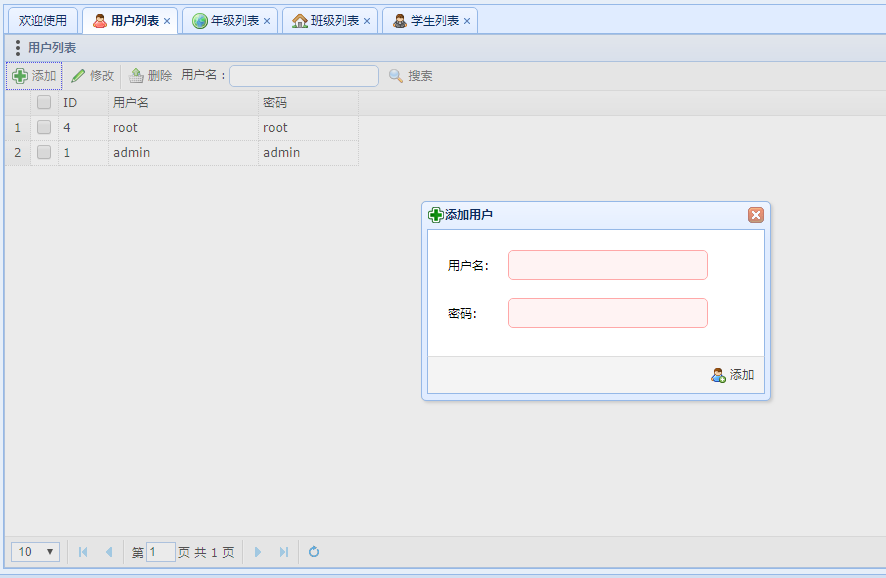 欢迎使用 用户列表 × 年级列表 × 班级列表 × 学生列表 ×
用户列表
添加 修改 删除 用户名： 搜索
ID 用户名 密码
1 4 root root
2 1 admin admin
添加用户
用户名:
密码:
添加
10 第 1 页 共 1 页